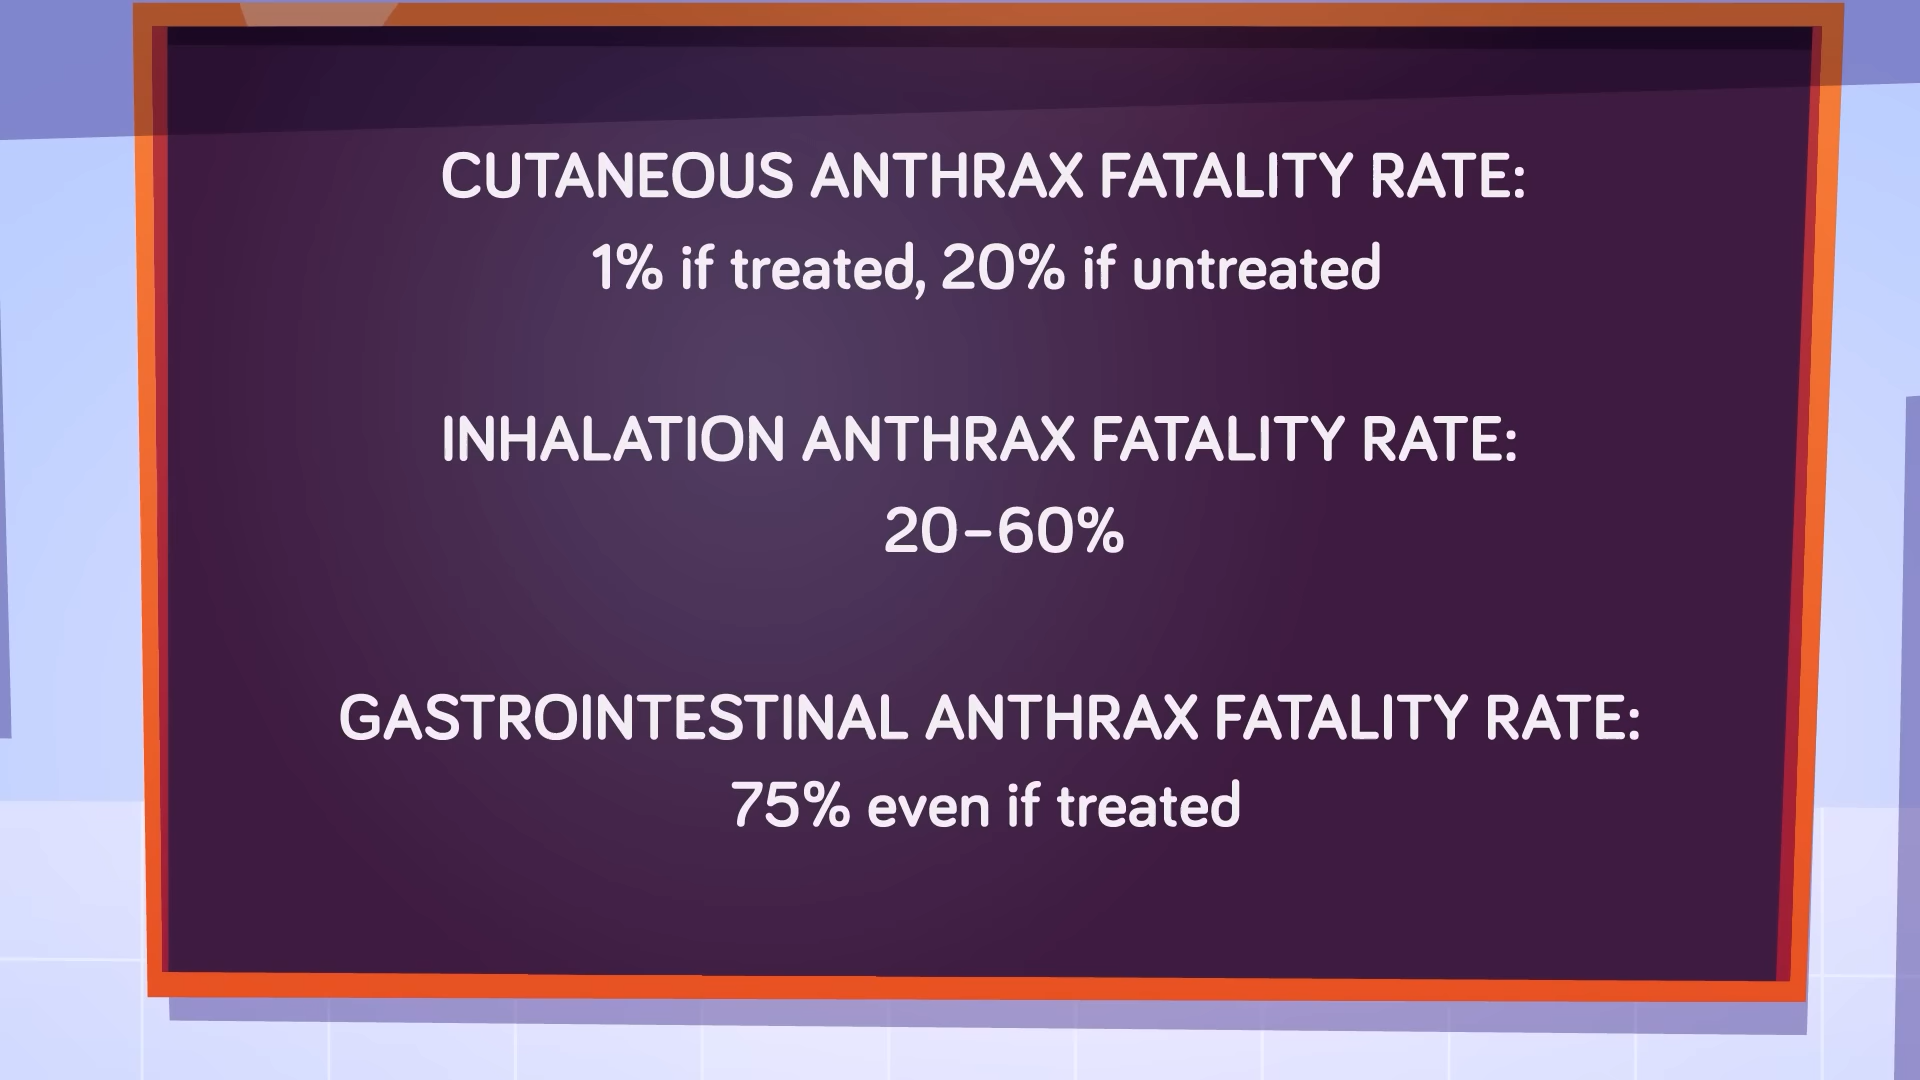 CUTANEOUS ANTHRAX FATALITY RATE:
1% if treated, 20% if untreated
INHALATION ANTHRAX FATALITY RATE:
20–60%
GASTROINTESTINAL ANTHRAX FATALITY RATE:
75% even if treated